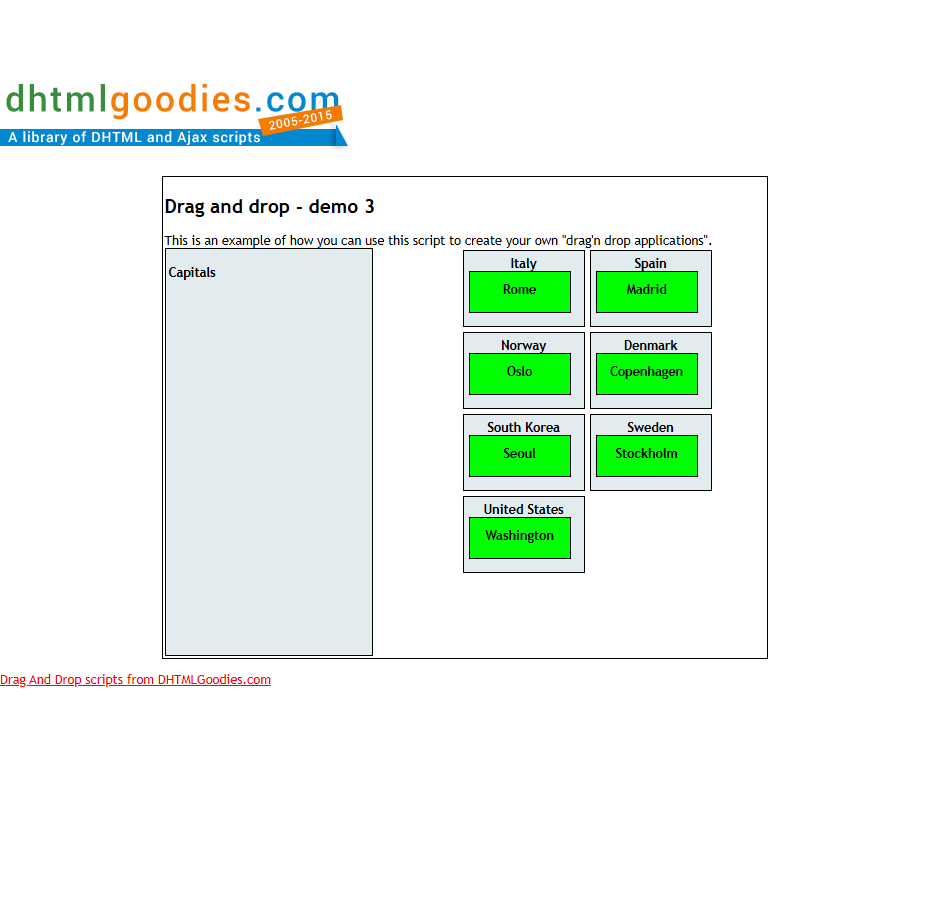 dhtmlgoodies.com
2005-2015
A library of DHTML and Ajax scripts
Drag and drop - demo 3
This is an example of how you can use this script to create your own "drag'n drop applications".
Capitals
Italy
Rome
Spain
Madrid
Norway
Oslo
Denmark
Copenhagen
South Korea
Seoul
Sweden
Stockholm
United States
Washington
Drag And Drop scripts from DHTMLGoodies.com